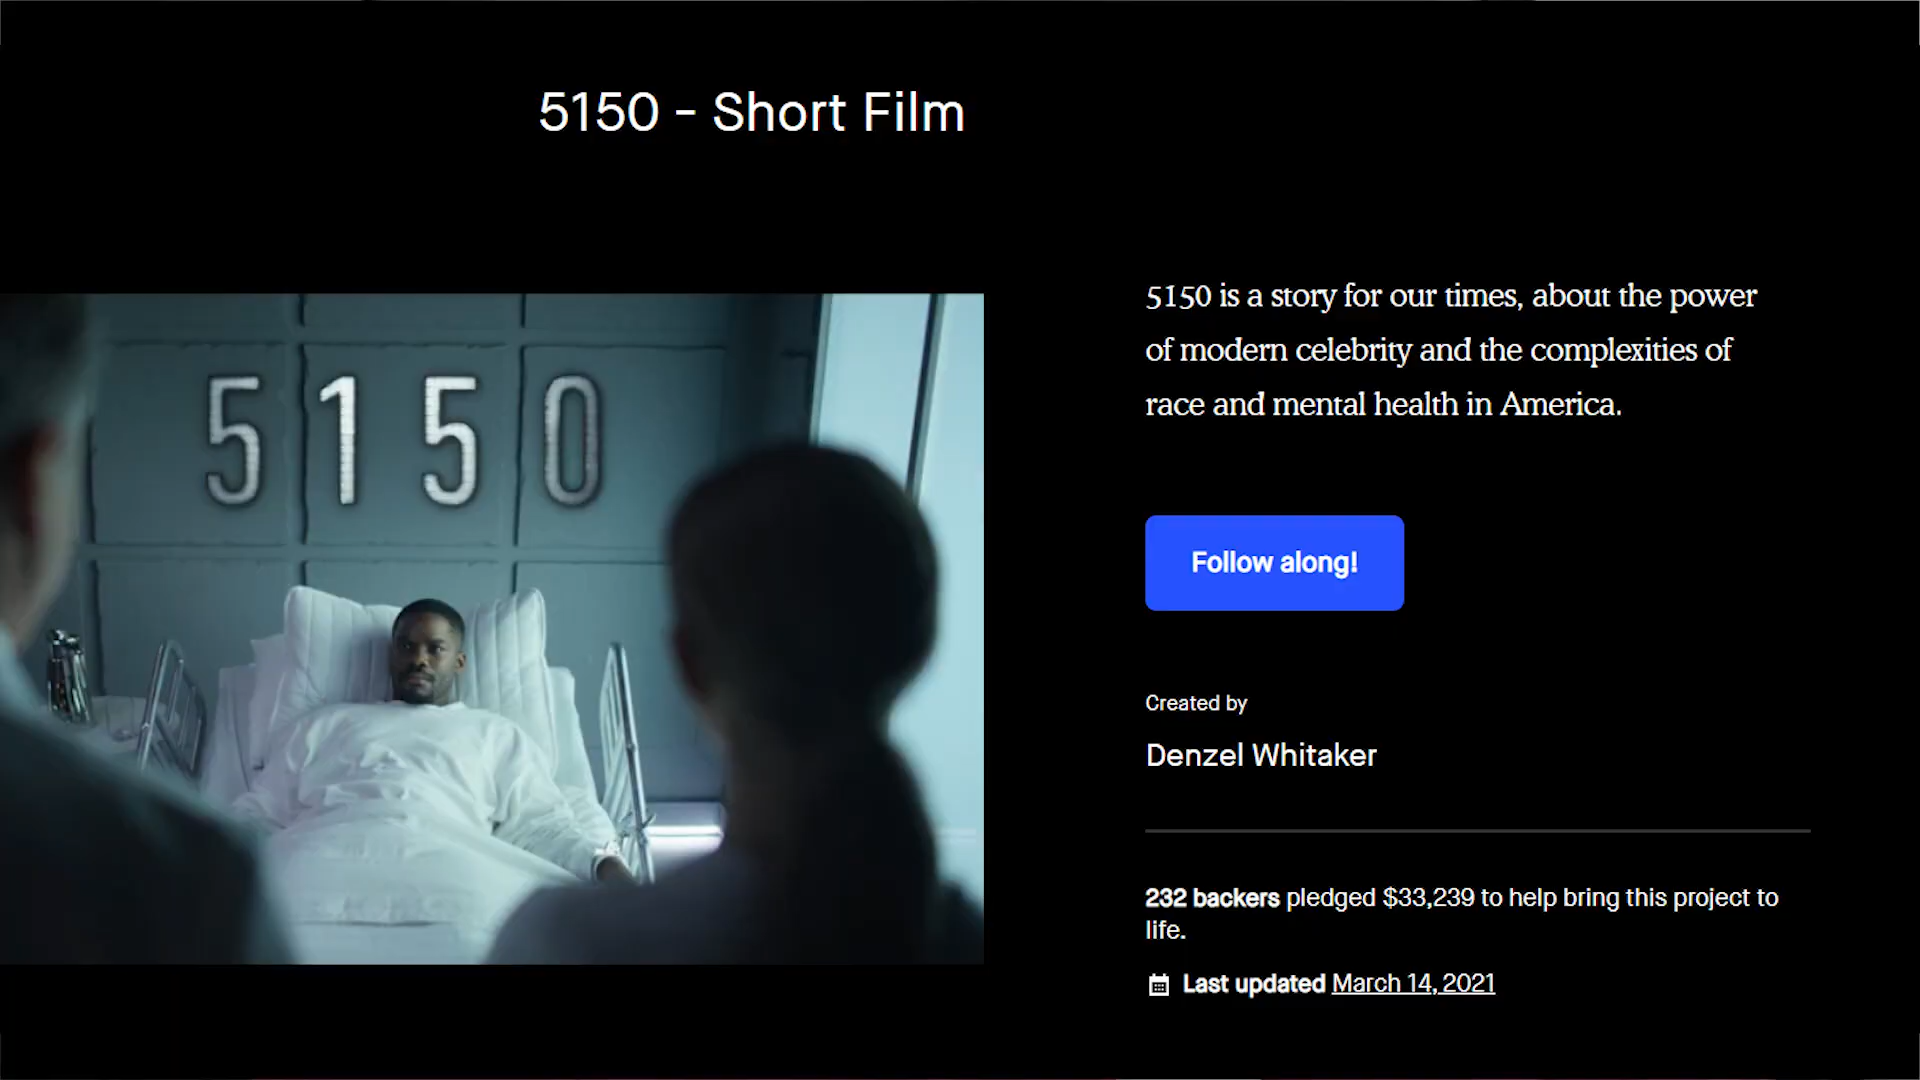 5150 - Short Film
5150
5150 is a story for our times, about the power
of modern celebrity and the complexities of
race and mental health in America.
Follow along!
Created by
Denzel Whitaker
232 backers pledged $33,239 to help bring this project to
life.
Last updated March 14, 2021